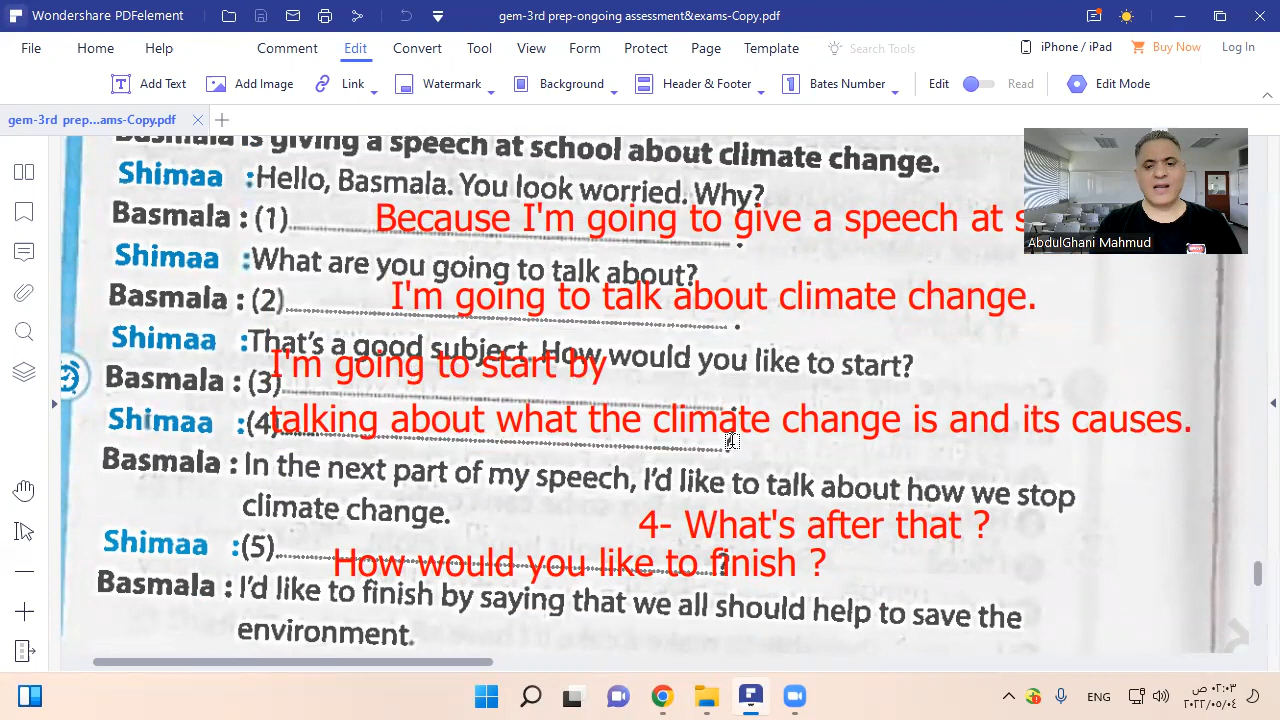 Wondershare PDFelement
gem-3rd prep-ongoing assessment&exams-Copy.pdf
File Home Help Comment Edit Convert Tool View Form Protect Page Template Search Tools iPhone / iPad Buy Now Log In
Add Text Add Image Link Watermark Background Header & Footer Bates Number Edit Read Edit Mode
gem-3rd prep...ams-Copy.pdf
Basmala is giving a speech at school about climate change.
Shimaa : Hello, Basmala. You look worried. Why?
Basmala : (1) Because I'm going to give a speech at s
AbdulGhani Mahmud
Shimaa : What are you going to talk about?
Basmala : (2) I'm going to talk about climate change.
Shimaa : That's a good subject. How would you like to start?
Basmala : (3) I'm going to start by
talking about what the climate change is and its causes.
Shimaa : (4) ?
Basmala : In the next part of my speech, I'd like to talk about how we stop
climate change.
4- What's after that ?
Shimaa : (5) How would you like to finish ?
Basmala : I'd like to finish by saying that we all should help to save the
environment.
ENG
٠٢:٠٣ ص
٢٠٢٢/٠٥/٠٤